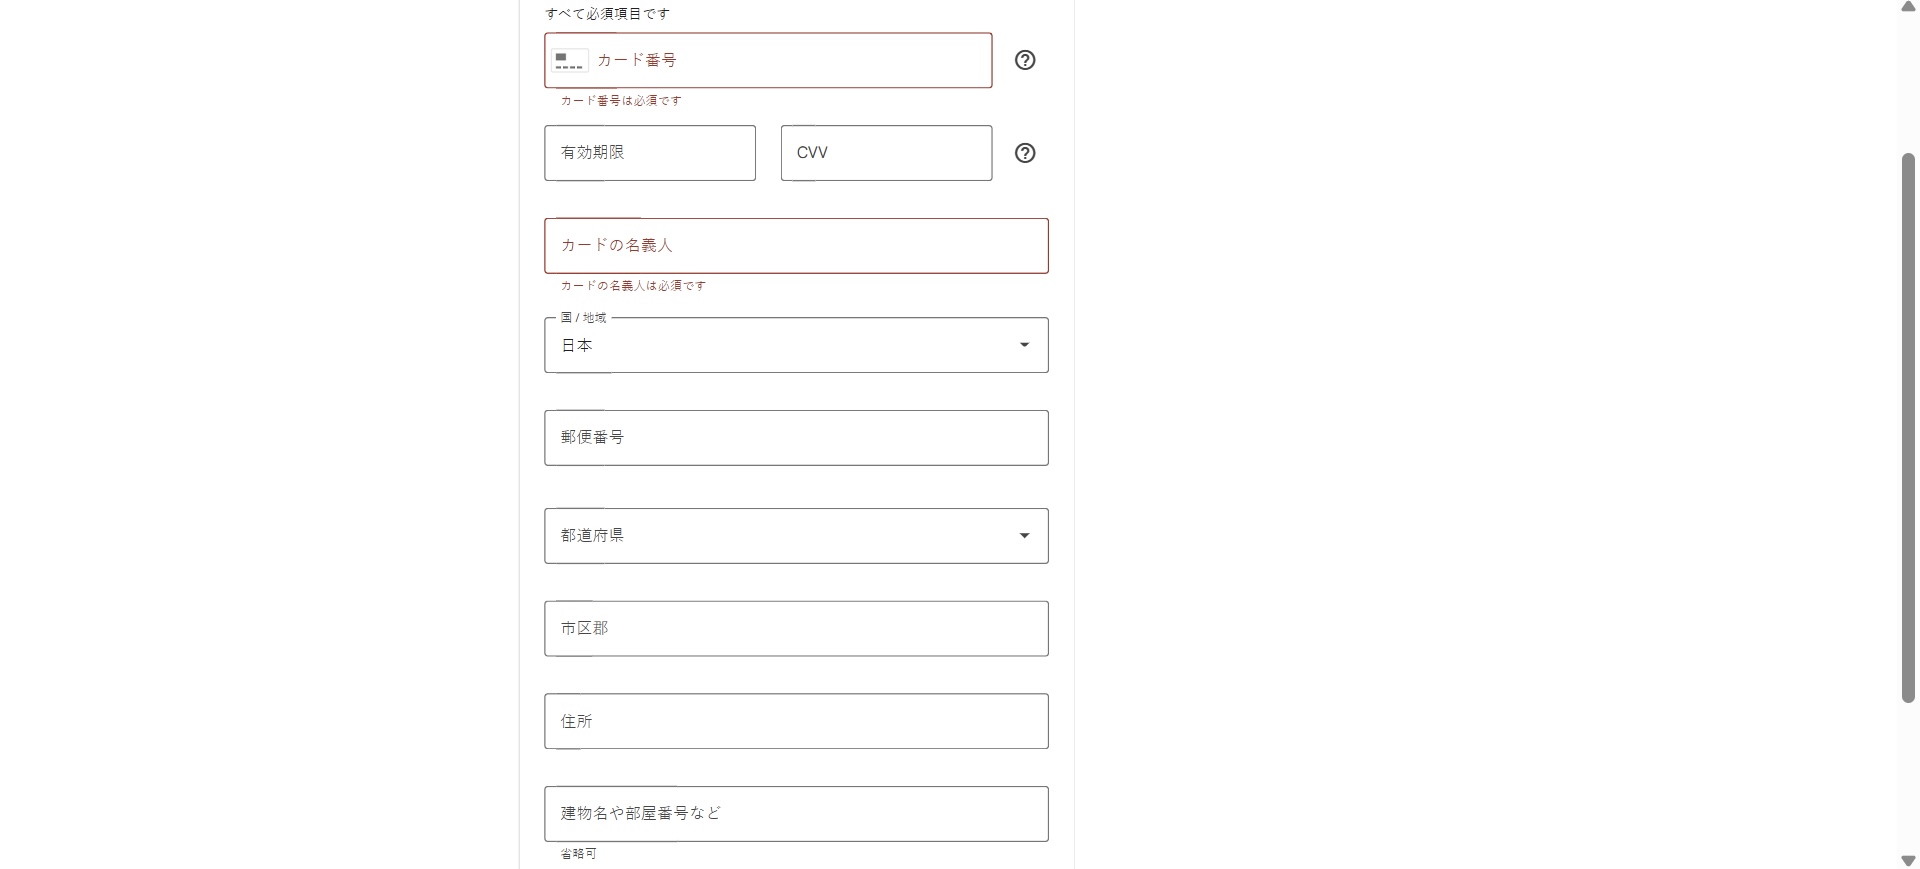 すべて必須項目です
カード番号
カード番号は必須です
有効期限
CVV
カードの名義人
カードの名義人は必須です
国 / 地域
日本
郵便番号
都道府県
市区郡
住所
建物名や部屋番号など
省略可